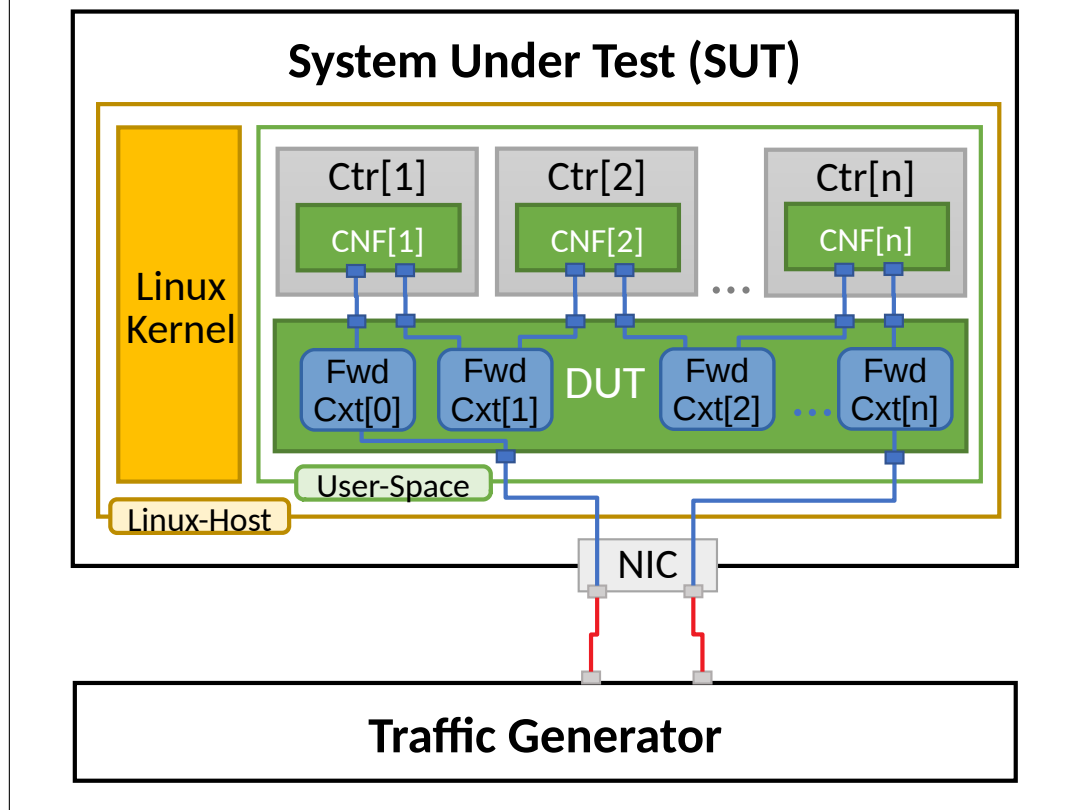 System Under Test (SUT)
Ctr[1]
Ctr[2]
Ctr[n]
CNF[1]
CNF[2]
CNF[n]
...
Linux
Kernel
Fwd
Cxt[0]
Fwd
Cxt[1]
DUT
Fwd
Cxt[2]
...
Fwd
Cxt[n]
User-Space
Linux-Host
NIC
Traffic Generator